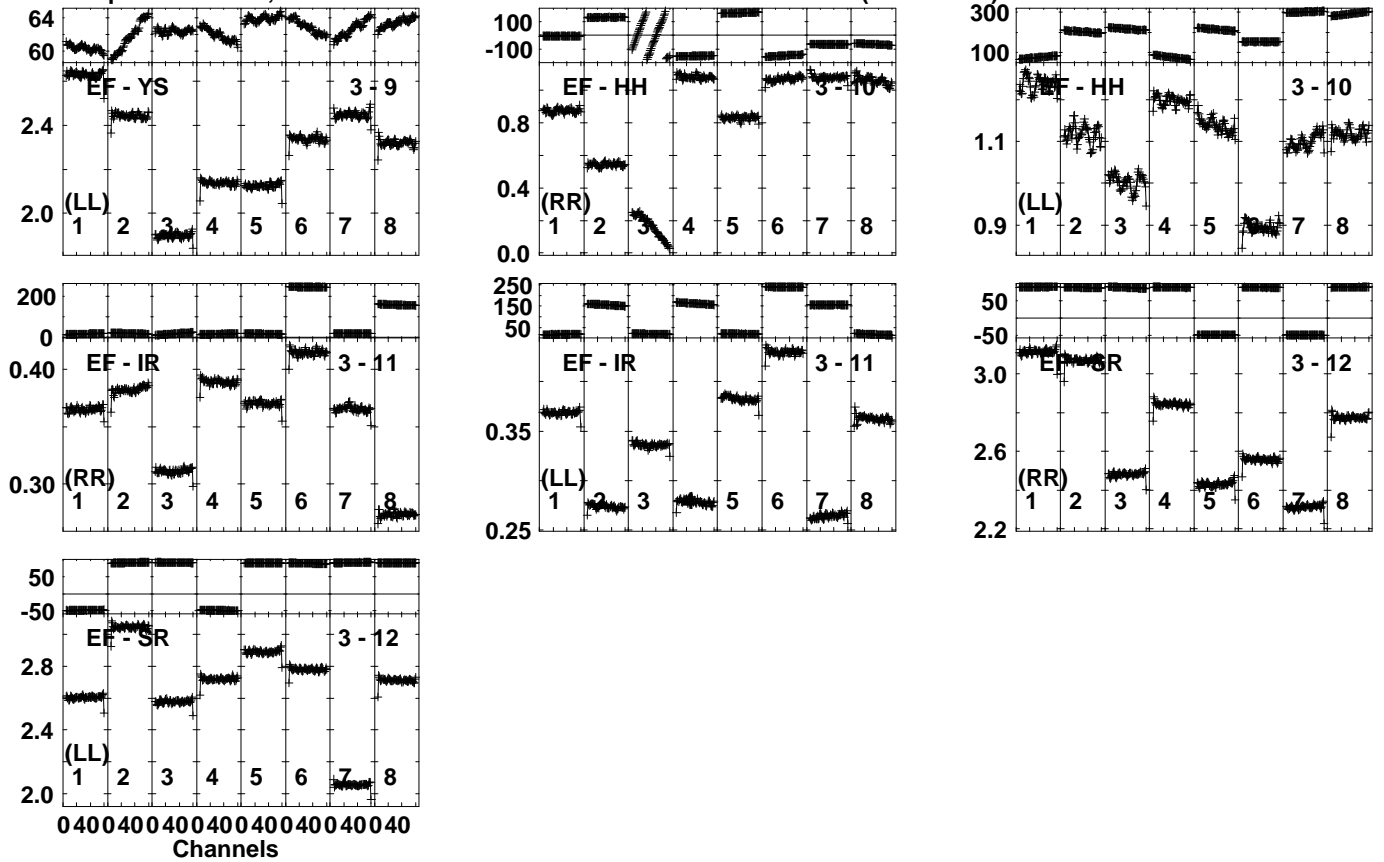 64
60
EF - YS 3 - 9
2.4
(LL)
2.0
1 2 3 4 5 6 7 8
100
-100
EF - HH 3 - 10
0.8
0.4
(RR)
1 2 3 4 5 6 7 8
0.0
300
100
EF - HH 3 - 10
1.1
(LL)
1 2 3 4 5 6 7 8
0.9
200
0
EF - IR 3 - 11
0.40
(RR)
0.30
1 2 3 4 5 6 7 8
250
150
50
EF - IR 3 - 11
0.35
(LL)
1 2 3 4 5 6 7 8
0.25
50
-50
EF - SR 3 - 12
3.0
2.6
(RR)
1 2 3 4 5 6 7 8
2.2
50
-50
EF - SR 3 - 12
2.8
2.4
(LL)
1 2 3 4 5 6 7 8
2.0
0 40 0 40 0 40 0 40 0 40 0 40 0 40 0 40
Channels